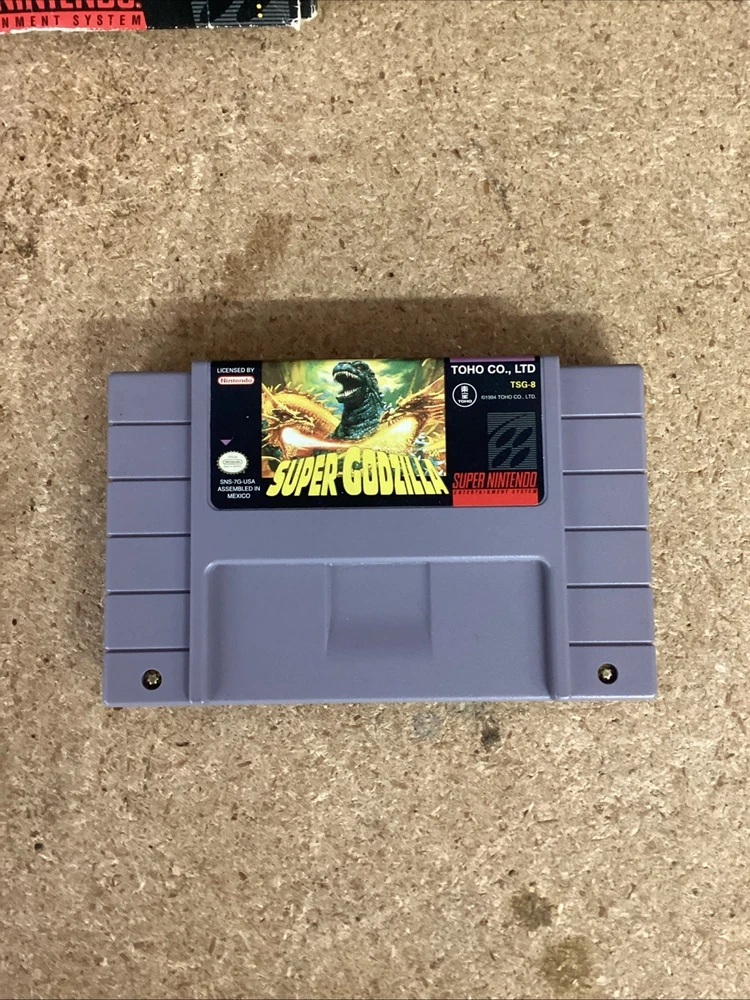 NINTENDO
NMENT SYSTEM
LICENSED BY
Nintendo
SNS-7G-USA
ASSEMBLED IN
MEXICO
SUPER GODZILLA
TOHO CO., LTD
TSG-8
TOHO
©1994 TOHO CO., LTD.
SUPER NINTENDO
ENTERTAINMENT SYSTEM